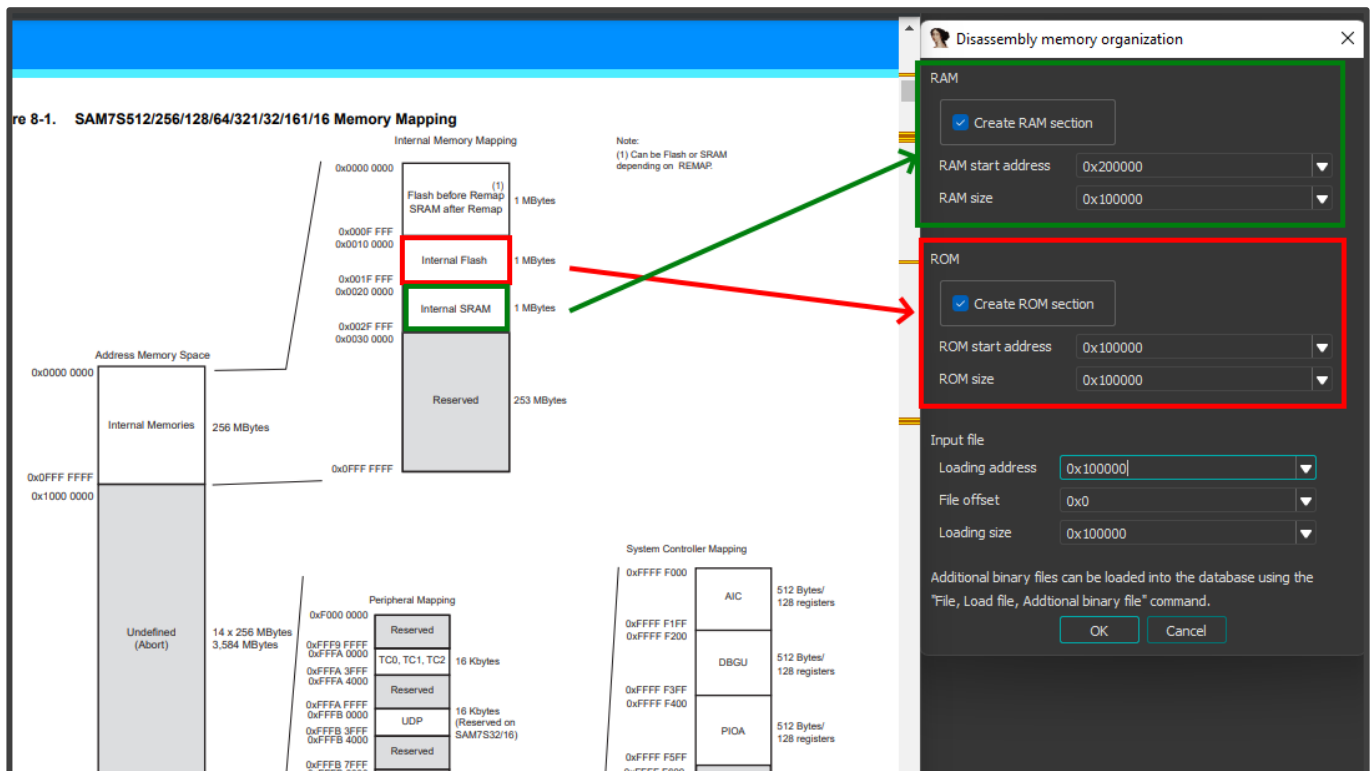 re 8-1. SAM7S512/256/128/64/321/32/161/16 Memory Mapping
Internal Memory Mapping
Note:
(1) Can be Flash or SRAM
depending on REMAP.
0x0000 0000
(1)
Flash before Remap
SRAM after Remap
1 MBytes
0x000F FFF
0x0010 0000
Internal Flash
1 MBytes
0x001F FFF
0x0020 0000
Internal SRAM
1 MBytes
0x002F FFF
0x0030 0000
Reserved
253 MBytes
0x0FFF FFFF
Address Memory Space
0x0000 0000
Internal Memories
256 MBytes
0x0FFF FFFF
0x1000 0000
Undefined
(Abort)
14 x 256 MBytes
3,584 MBytes
Peripheral Mapping
0xF000 0000
Reserved
0xFFF9 FFFF
0xFFFA 0000
TC0, TC1, TC2
16 Kbytes
0xFFFA 3FFF
0xFFFA 4000
Reserved
0xFFFA FFFF
0xFFFB 0000
UDP
16 Kbytes
(Reserved on
SAM7S32/16)
0xFFFB 3FFF
0xFFFB 4000
Reserved
0xFFFB 7FFF
System Controller Mapping
0xFFFF F000
AIC
512 Bytes/
128 registers
0xFFFF F1FF
0xFFFF F200
DBGU
512 Bytes/
128 registers
0xFFFF F3FF
0xFFFF F400
PIOA
512 Bytes/
128 registers
0xFFFF F5FF
Disassembly memory organization
RAM
Create RAM section
RAM start address 0x200000
RAM size 0x100000
ROM
Create ROM section
ROM start address 0x100000
ROM size 0x100000
Input file
Loading address 0x100000
File offset 0x0
Loading size 0x100000
Additional binary files can be loaded into the database using the
"File, Load file, Addtional binary file" command.
OK Cancel